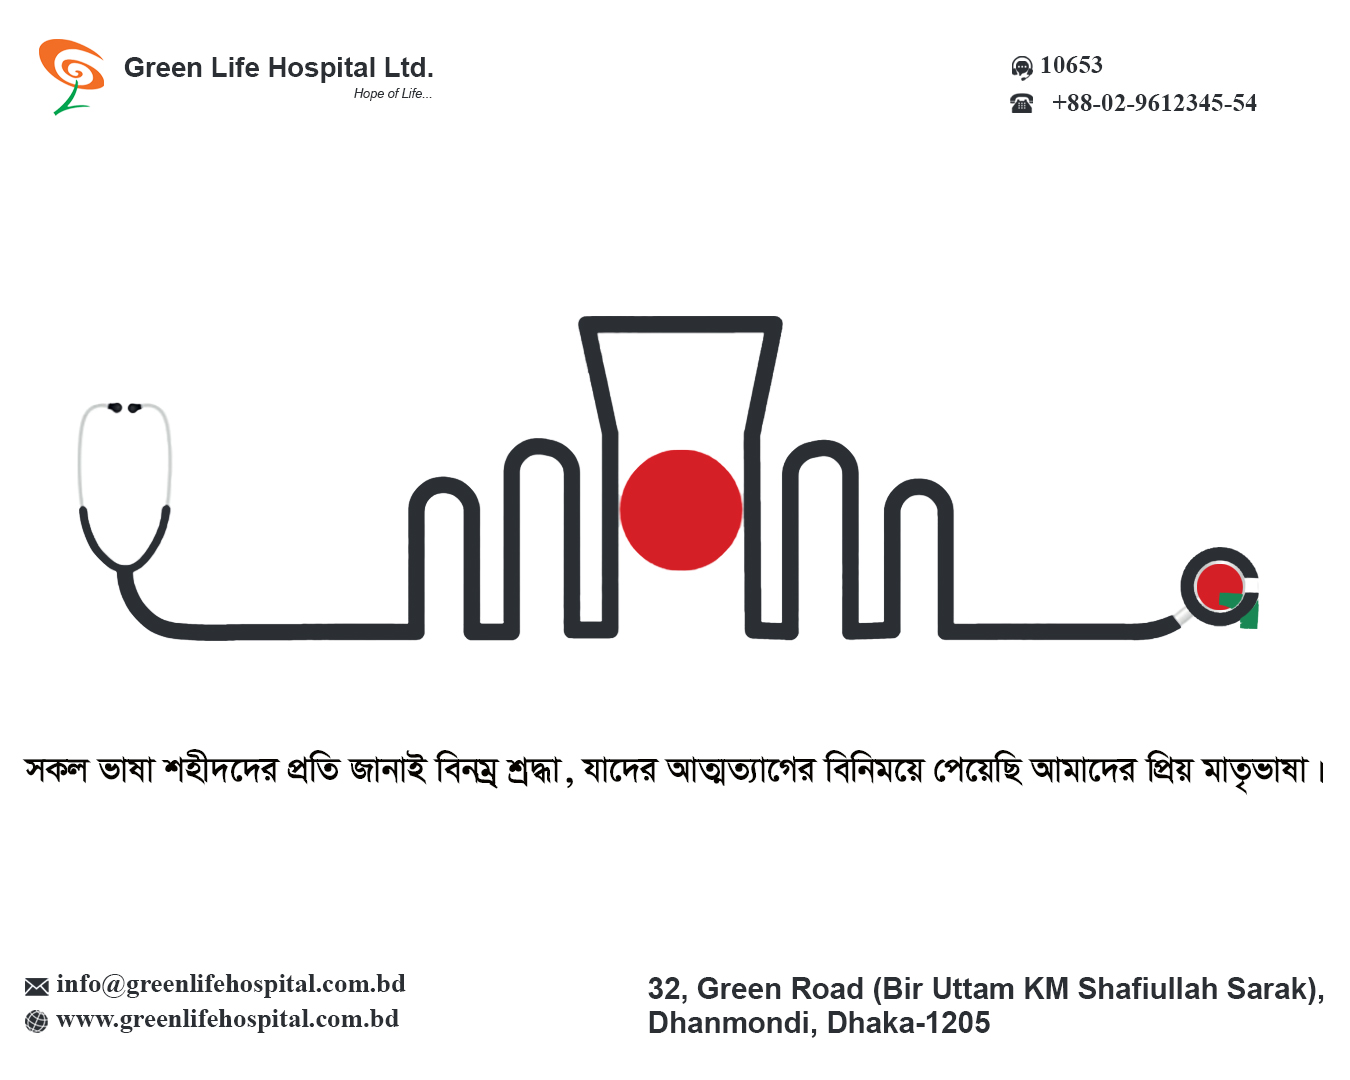 Green Life Hospital Ltd.
Hope of Life...
10653
+88-02-9612345-54
সকল ভাষা শহীদদের প্রতি জানাই বিনম্র শ্রদ্ধা, যাদের আত্মত্যাগের বিনিময়ে পেয়েছি আমাদের প্রিয় মাতৃভাষা।
info@greenlifehospital.com.bd
www.greenlifehospital.com.bd
32, Green Road (Bir Uttam KM Shafiullah Sarak),
Dhanmondi, Dhaka-1205